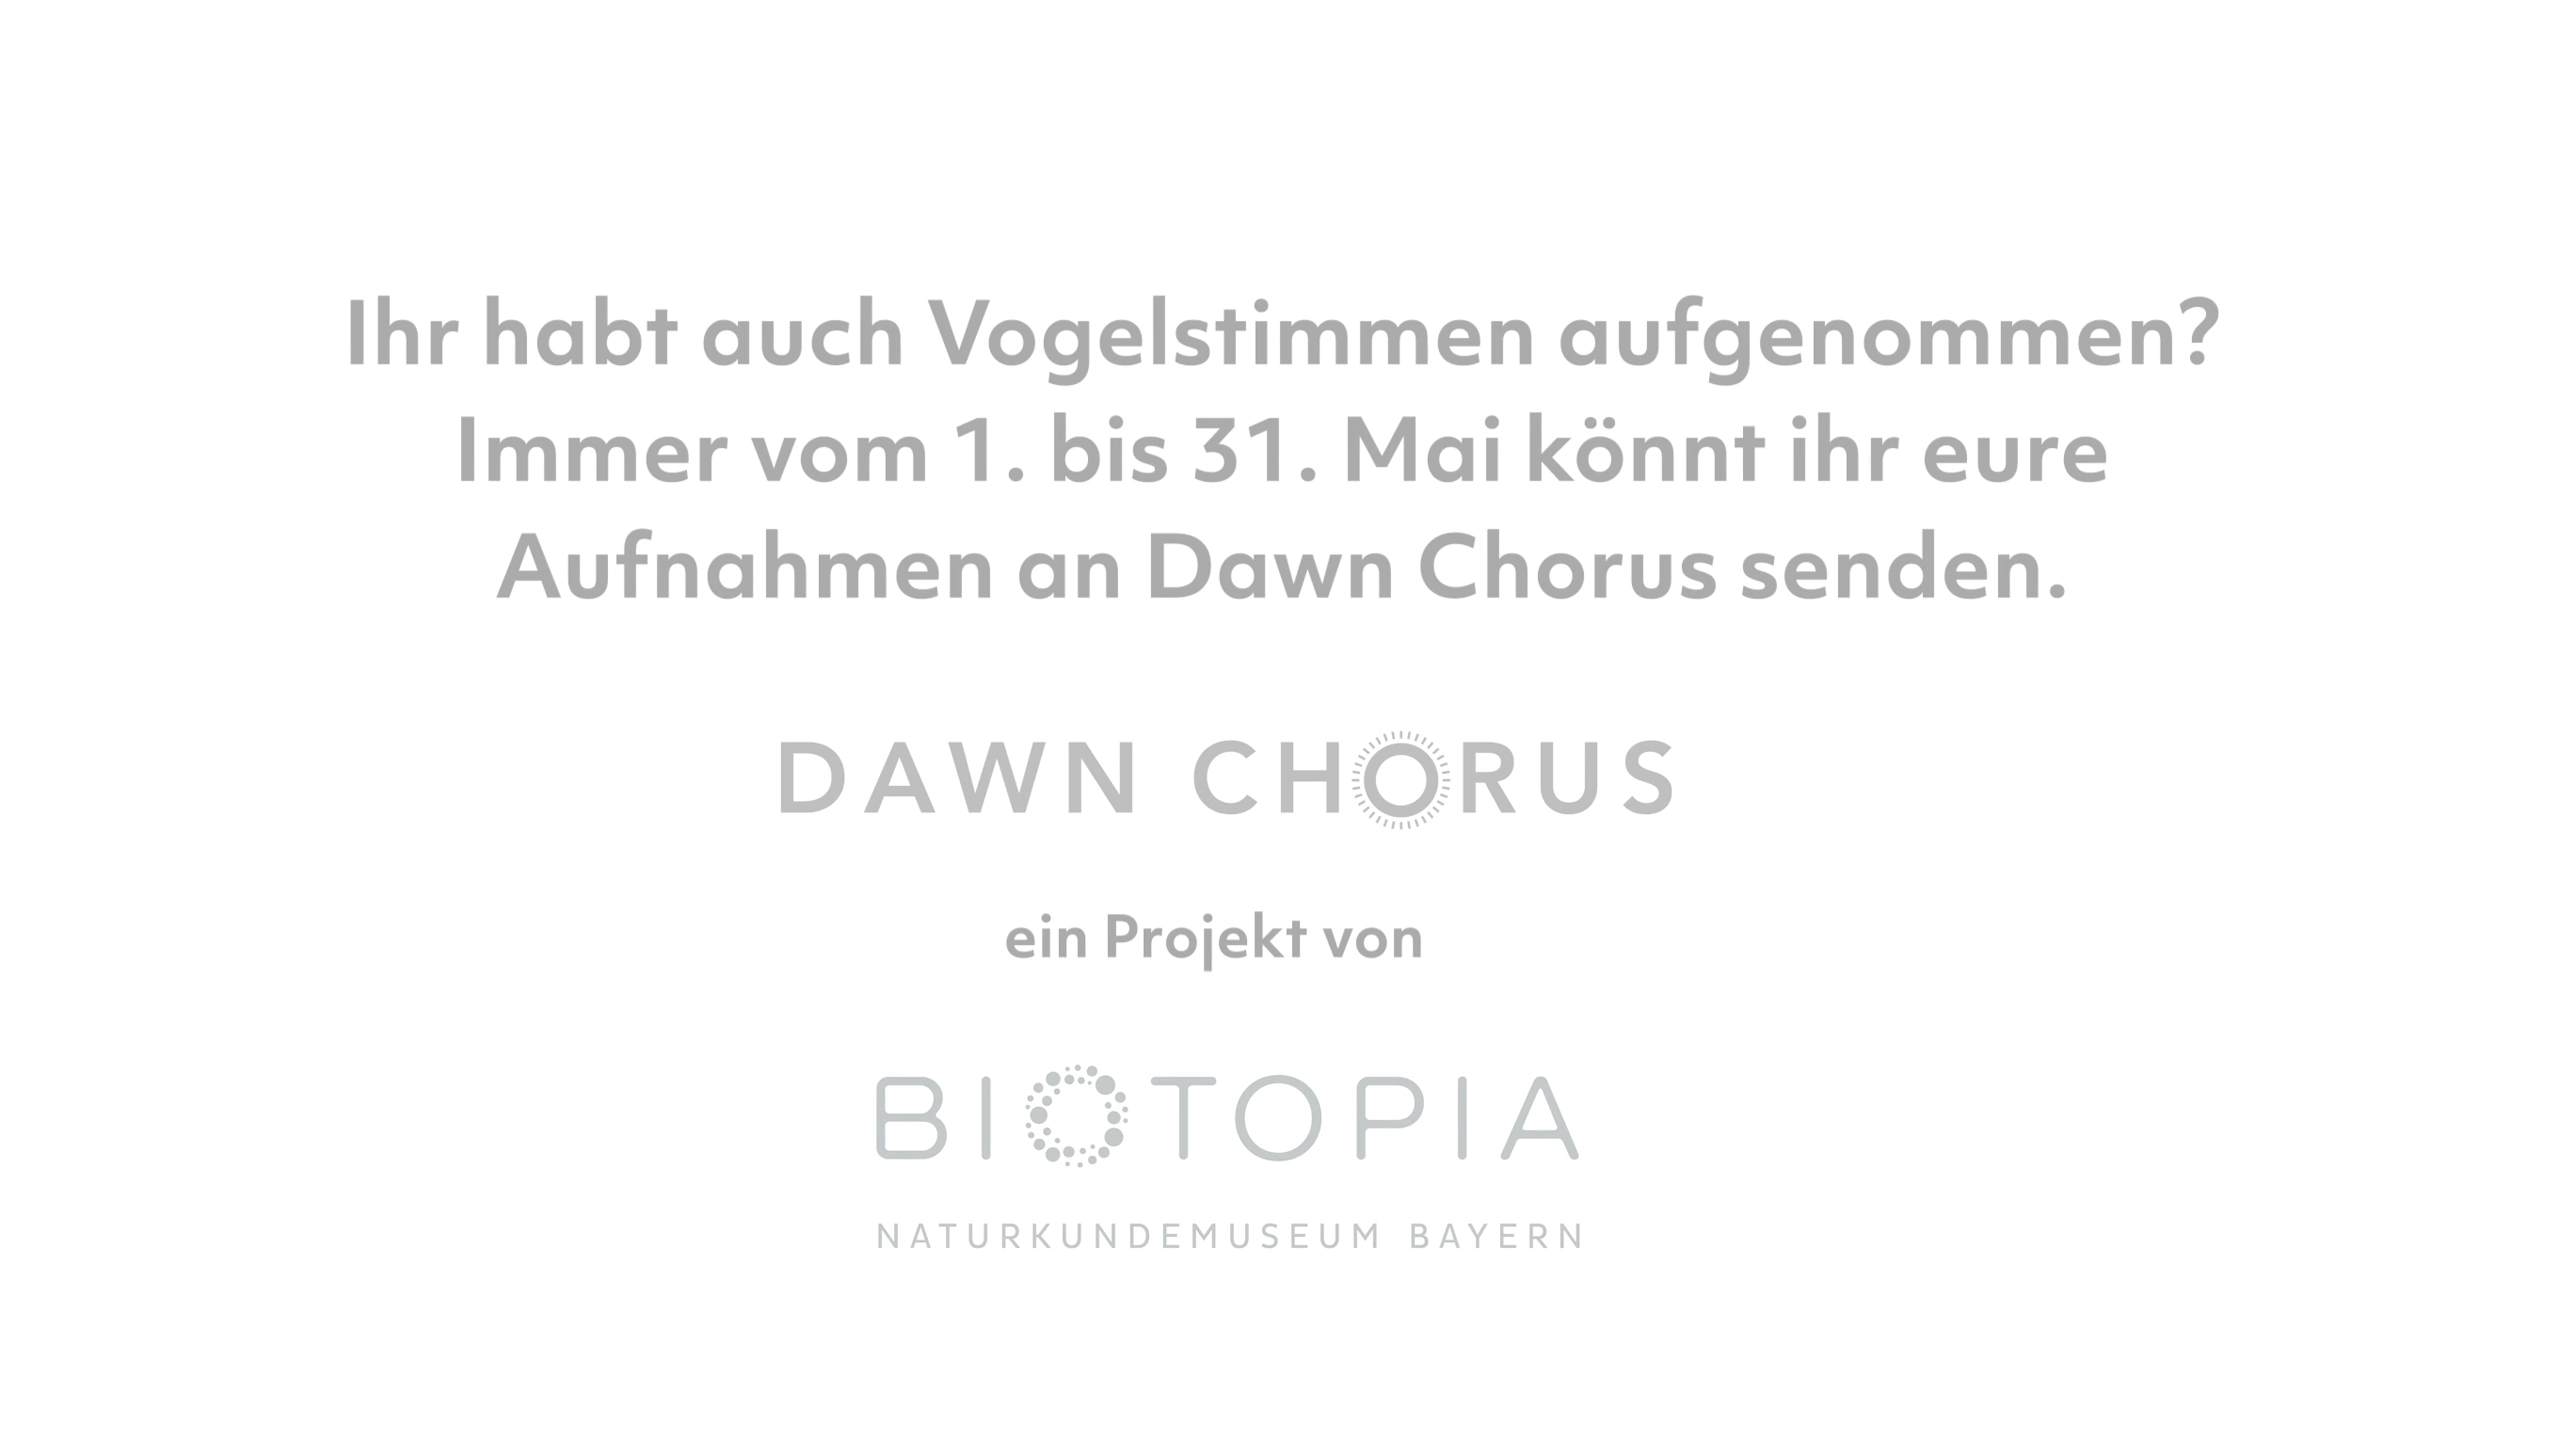 Ihr habt auch Vogelstimmen aufgenommen?
Immer vom 1. bis 31. Mai könnt ihr eure
Aufnahmen an Dawn Chorus senden.
DAWN CHORUS
ein Projekt von
BIOTOPIA
NATURKUNDEMUSEUM BAYERN